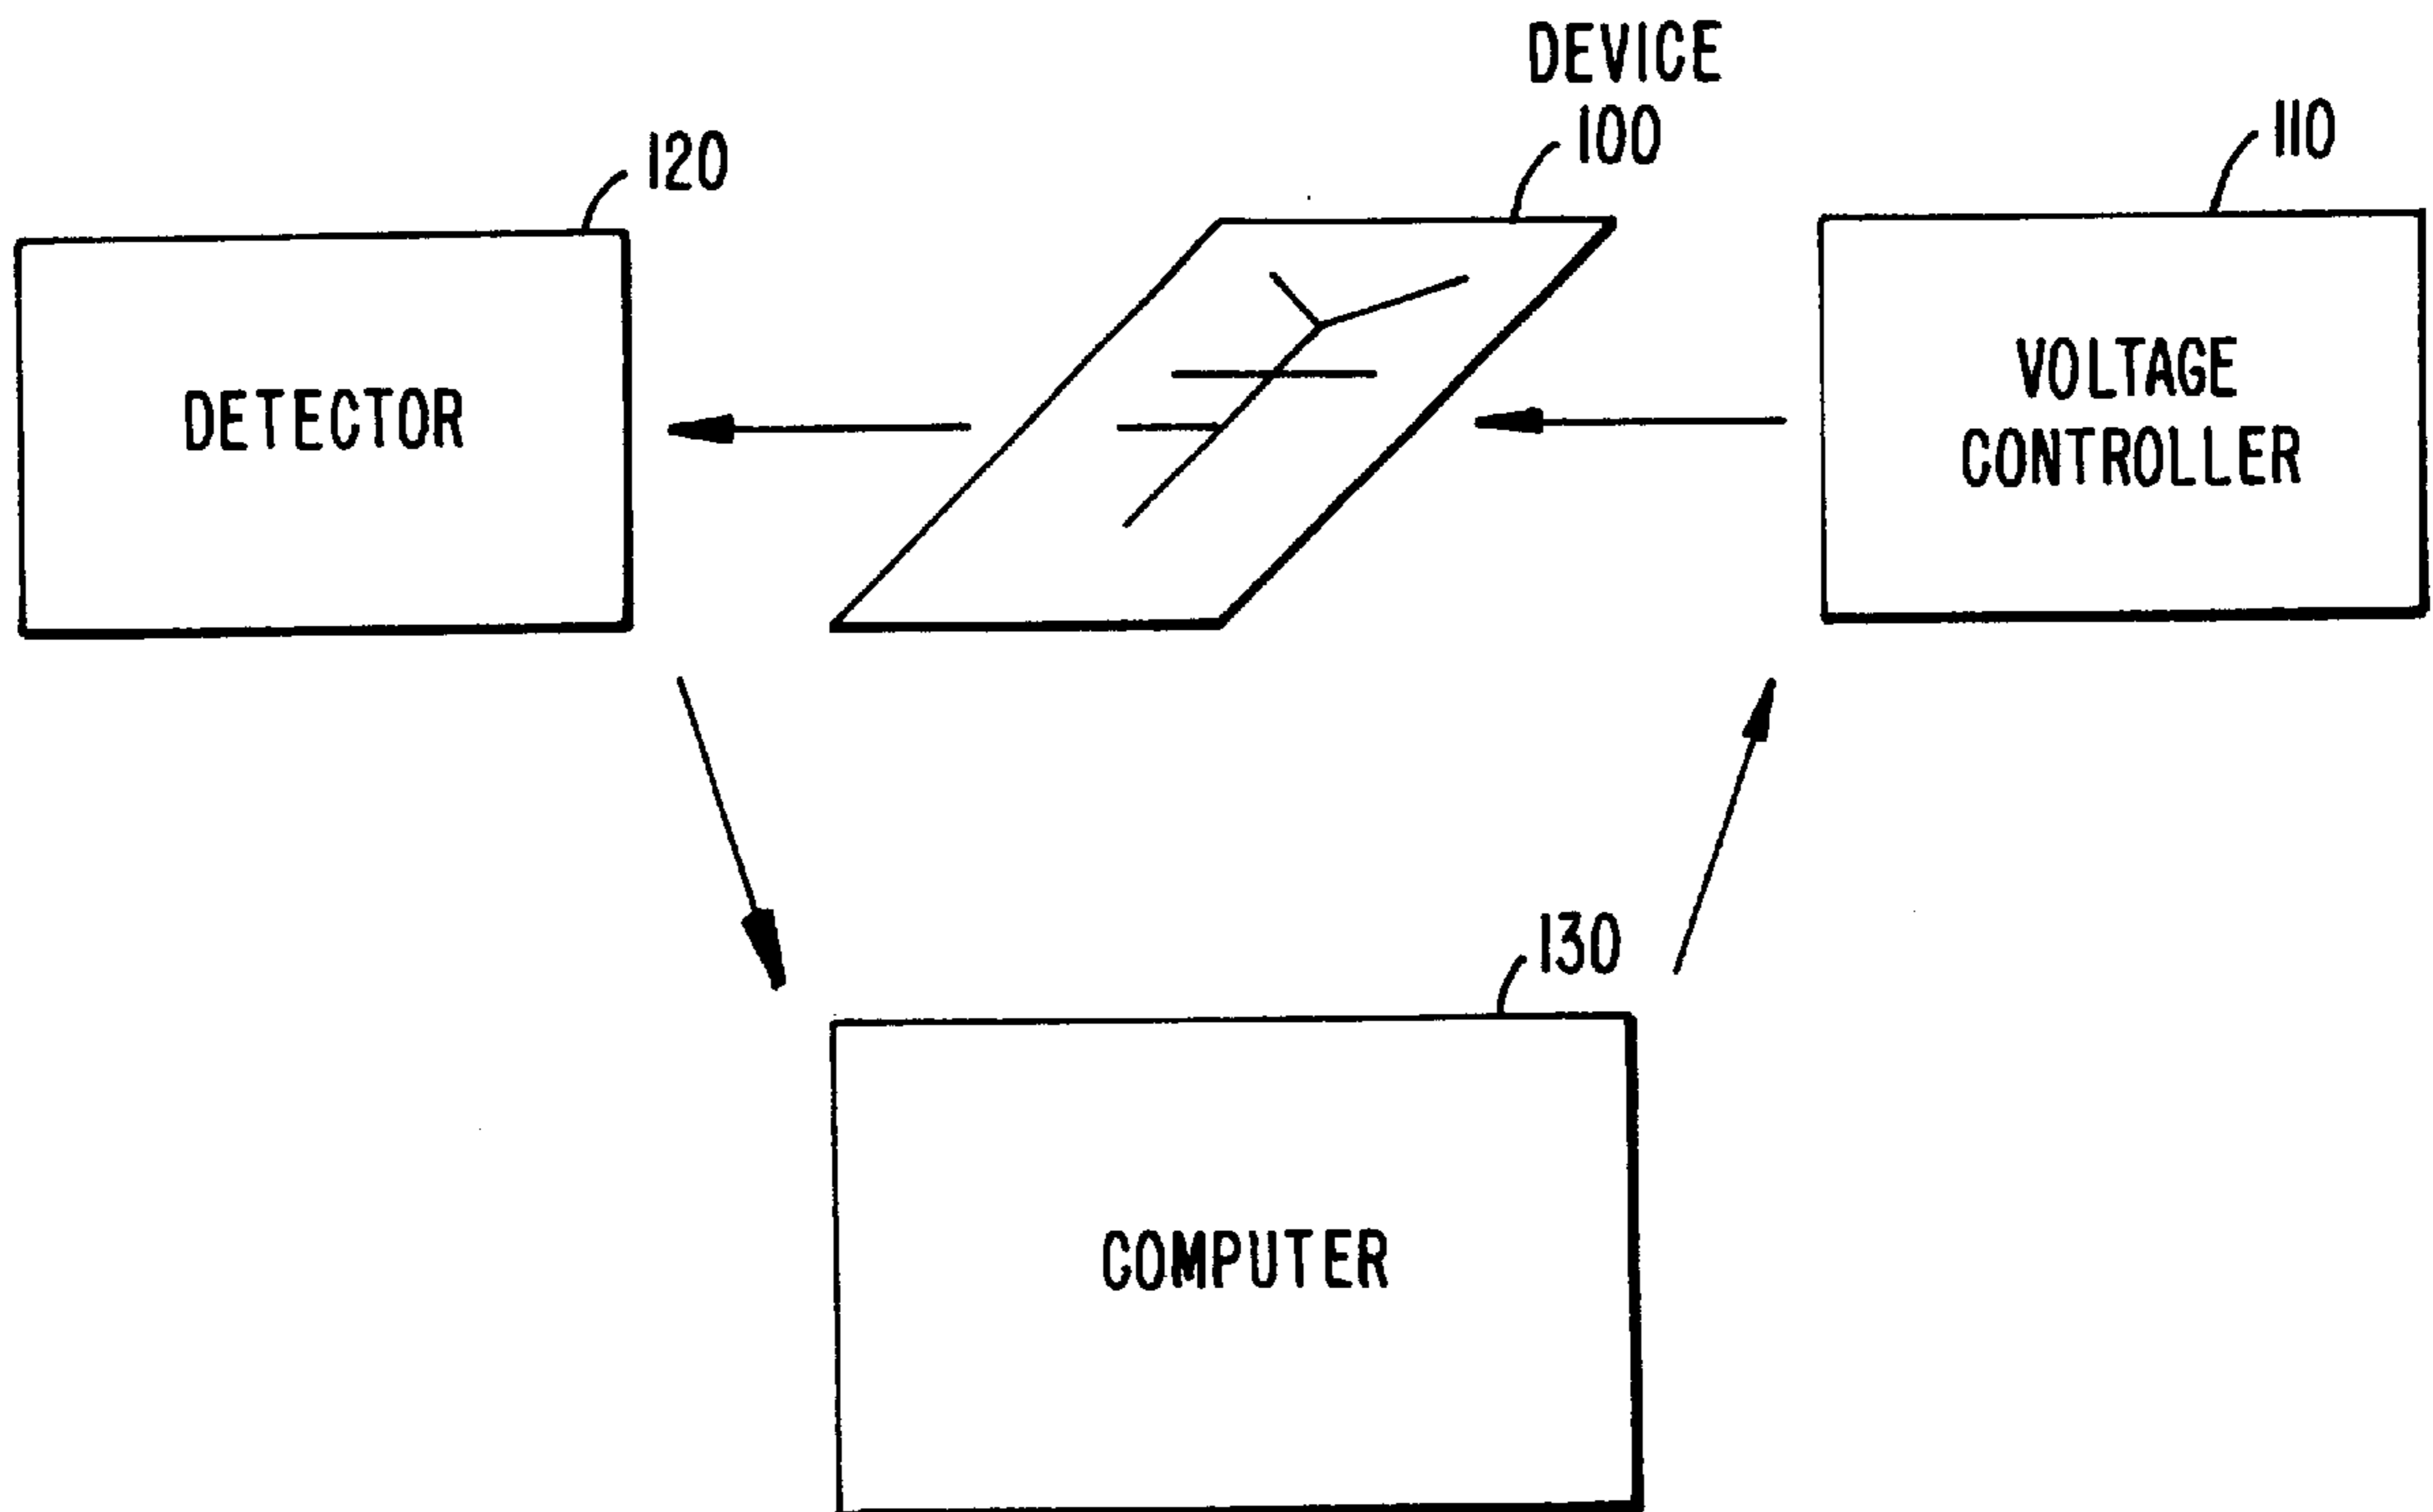 DEVICE
100
110
120
DETECTOR
VOLTAGE
CONTROLLER
130
COMPUTER